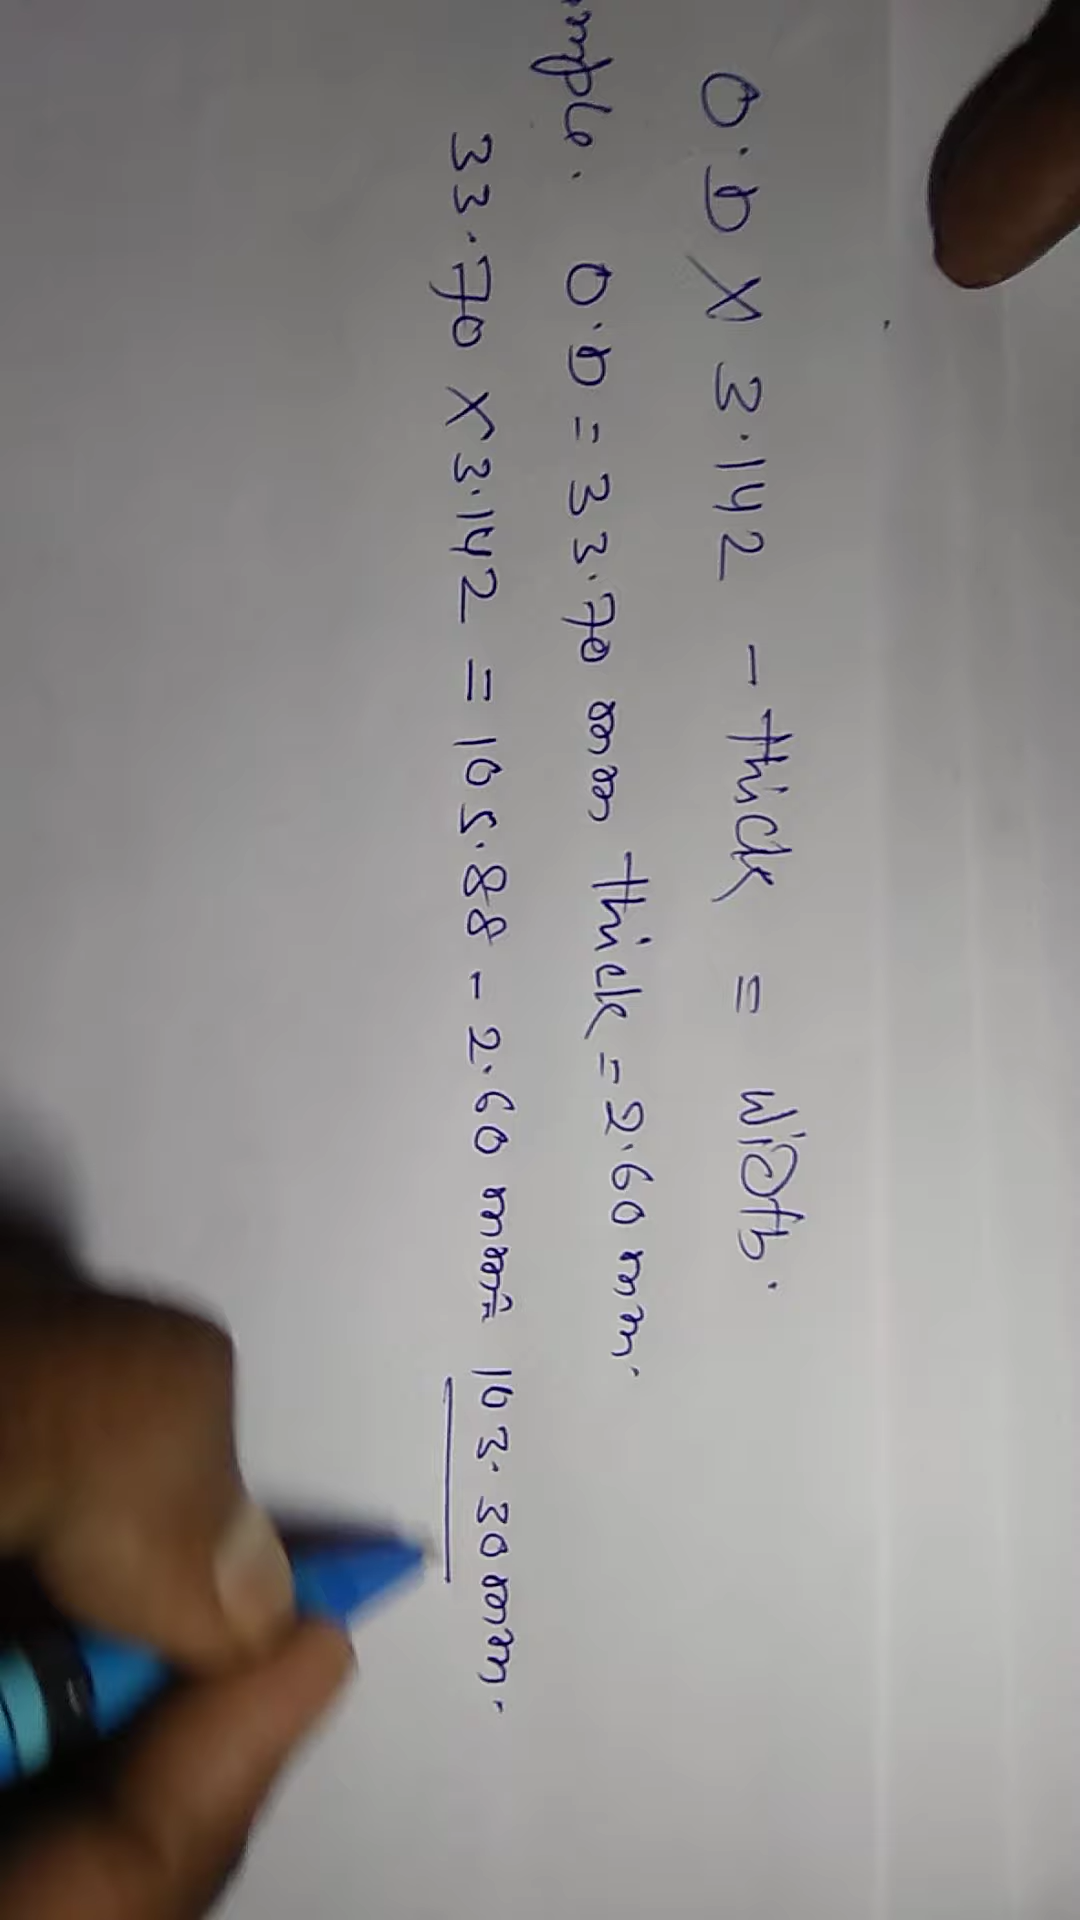 O.D X 3.142 - thick = width.
mple. O.D = 33.70 mm thick = 2.60 mm.
33.70 X 3.142 = 105.88 - 2.60 mm = 103.30 mm.